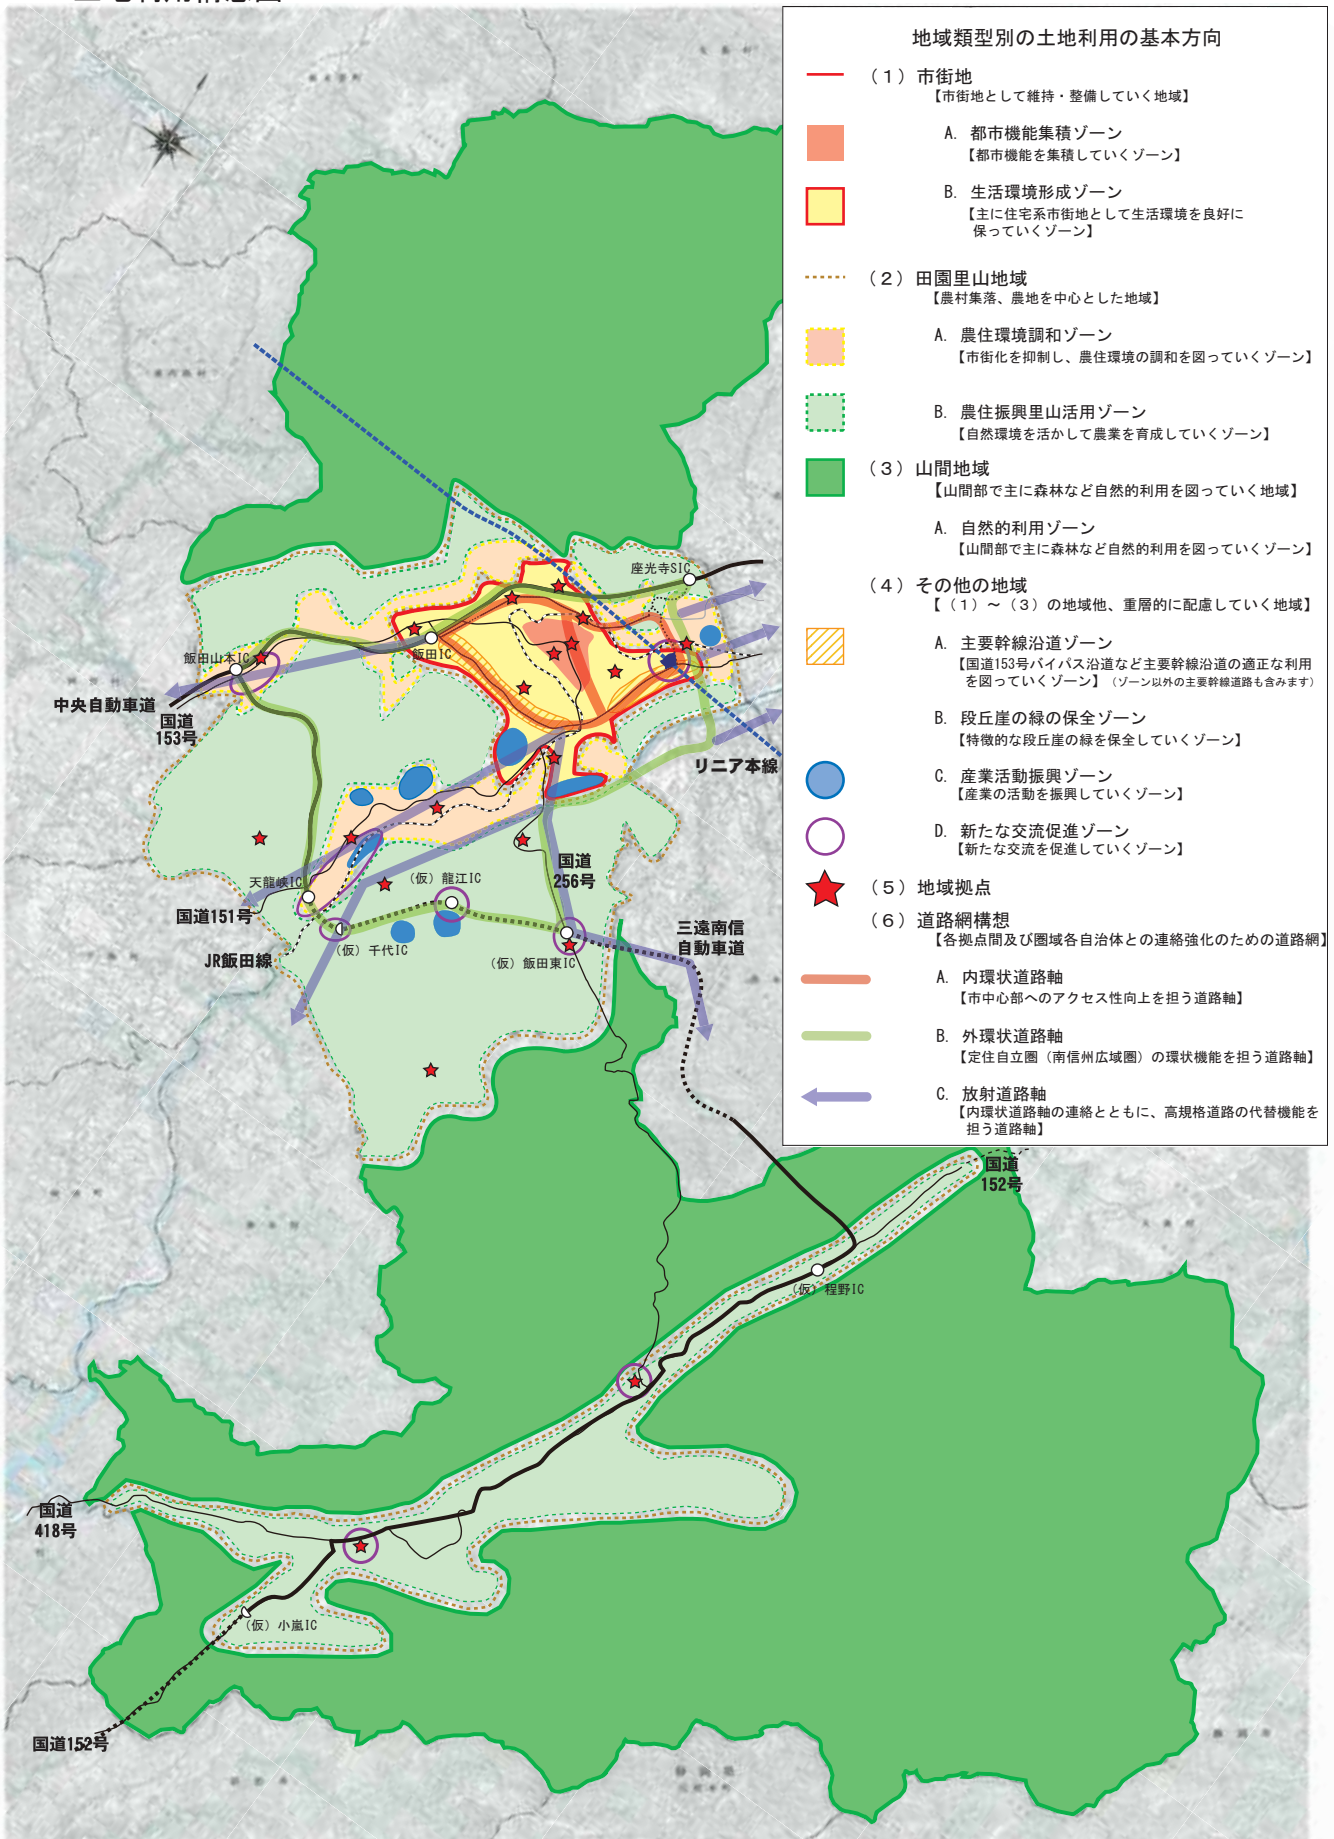 地域類型別の土地利用の基本方向
（1）市街地
【市街地として維持・整備していく地域】
A. 都市機能集積ゾーン
【都市機能を集積していくゾーン】
B. 生活環境形成ゾーン
【主に住宅系市街地として生活環境を良好に
保っていくゾーン】
（2）田園里山地域
【農村集落、農地を中心とした地域】
A. 農住環境調和ゾーン
【市街化を抑制し、農住環境の調和を図っていくゾーン】
B. 農住振興里山活用ゾーン
【自然環境を活かして農業を育成していくゾーン】
（3）山間地域
【山間部で主に森林など自然的利用を図っていく地域】
A. 自然的利用ゾーン
【山間部で主に森林など自然的利用を図っていくゾーン】
（4）その他の地域
【（1）～（3）の地域他、重層的に配慮していく地域】
A. 主要幹線沿道ゾーン
【国道153号バイパス沿道など主要幹線沿道の適正な利用
を図っていくゾーン】（ゾーン以外の主要幹線道路も含みます）
B. 段丘崖の緑の保全ゾーン
【特徴的な段丘崖の緑を保全していくゾーン】
C. 産業活動振興ゾーン
【産業の活動を振興していくゾーン】
D. 新たな交流促進ゾーン
【新たな交流を促進していくゾーン】
（5）地域拠点
（6）道路網構想
【各拠点間及び圏域各自治体との連絡強化のための道路網】
A. 内環状道路軸
【市中心部へのアクセス性向上を担う道路軸】
B. 外環状道路軸
【定住自立圏（南信州広域圏）の環状機能を担う道路軸】
C. 放射道路軸
【内環状道路軸の連絡とともに、高規格道路の代替機能を
担う道路軸】
座光寺SIC
飯田IC
飯田山本IC
中央自動車道
国道
153号
リニア本線
天龍峡IC
国道151号
（仮）龍江IC
国道
256号
JR飯田線
（仮）千代IC
（仮）飯田東IC
三遠南信
自動車道
国道
152号
（仮）程野IC
国道
418号
（仮）小嵐IC
国道152号